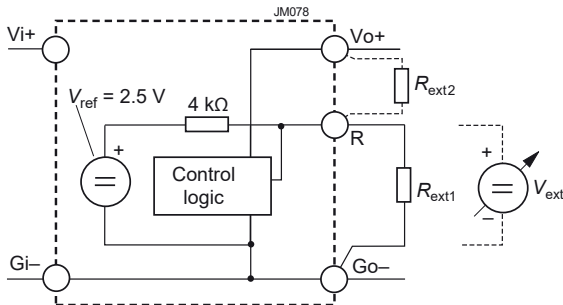 JM078
Vi+
Vo+
Vref = 2.5 V
4 kΩ
Rext2
+
R
Control
logic
Rext1
+
Vext
–
Gi–
Go–